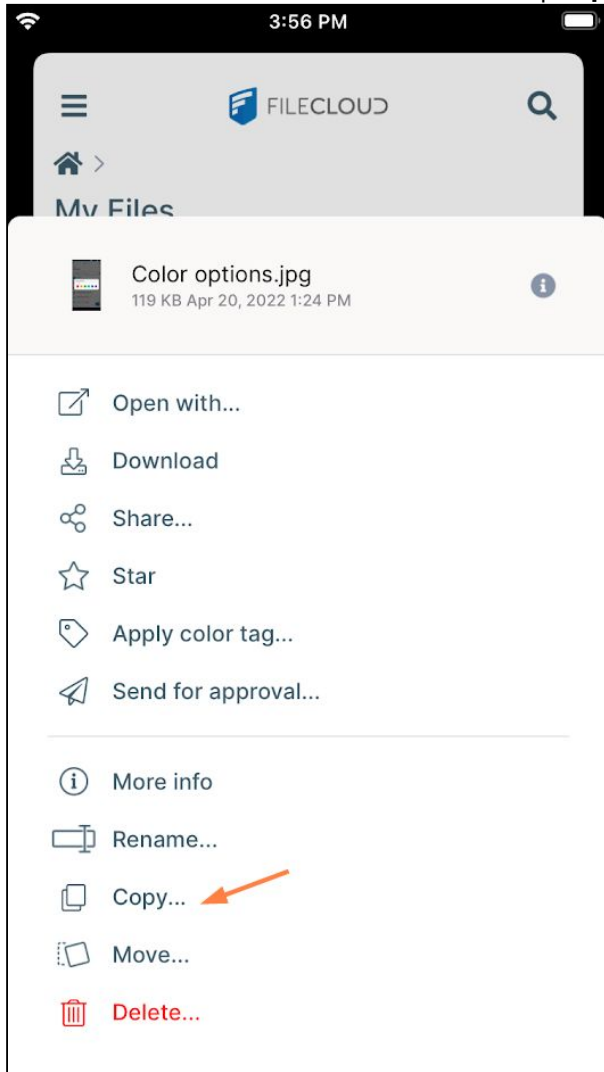 3:56 PM
FILECLOUD
My Files
Color options.jpg
119 KB Apr 20, 2022 1:24 PM
Open with...
Download
Share...
Star
Apply color tag...
Send for approval...
More info
Rename...
Copy...
Move...
Delete...